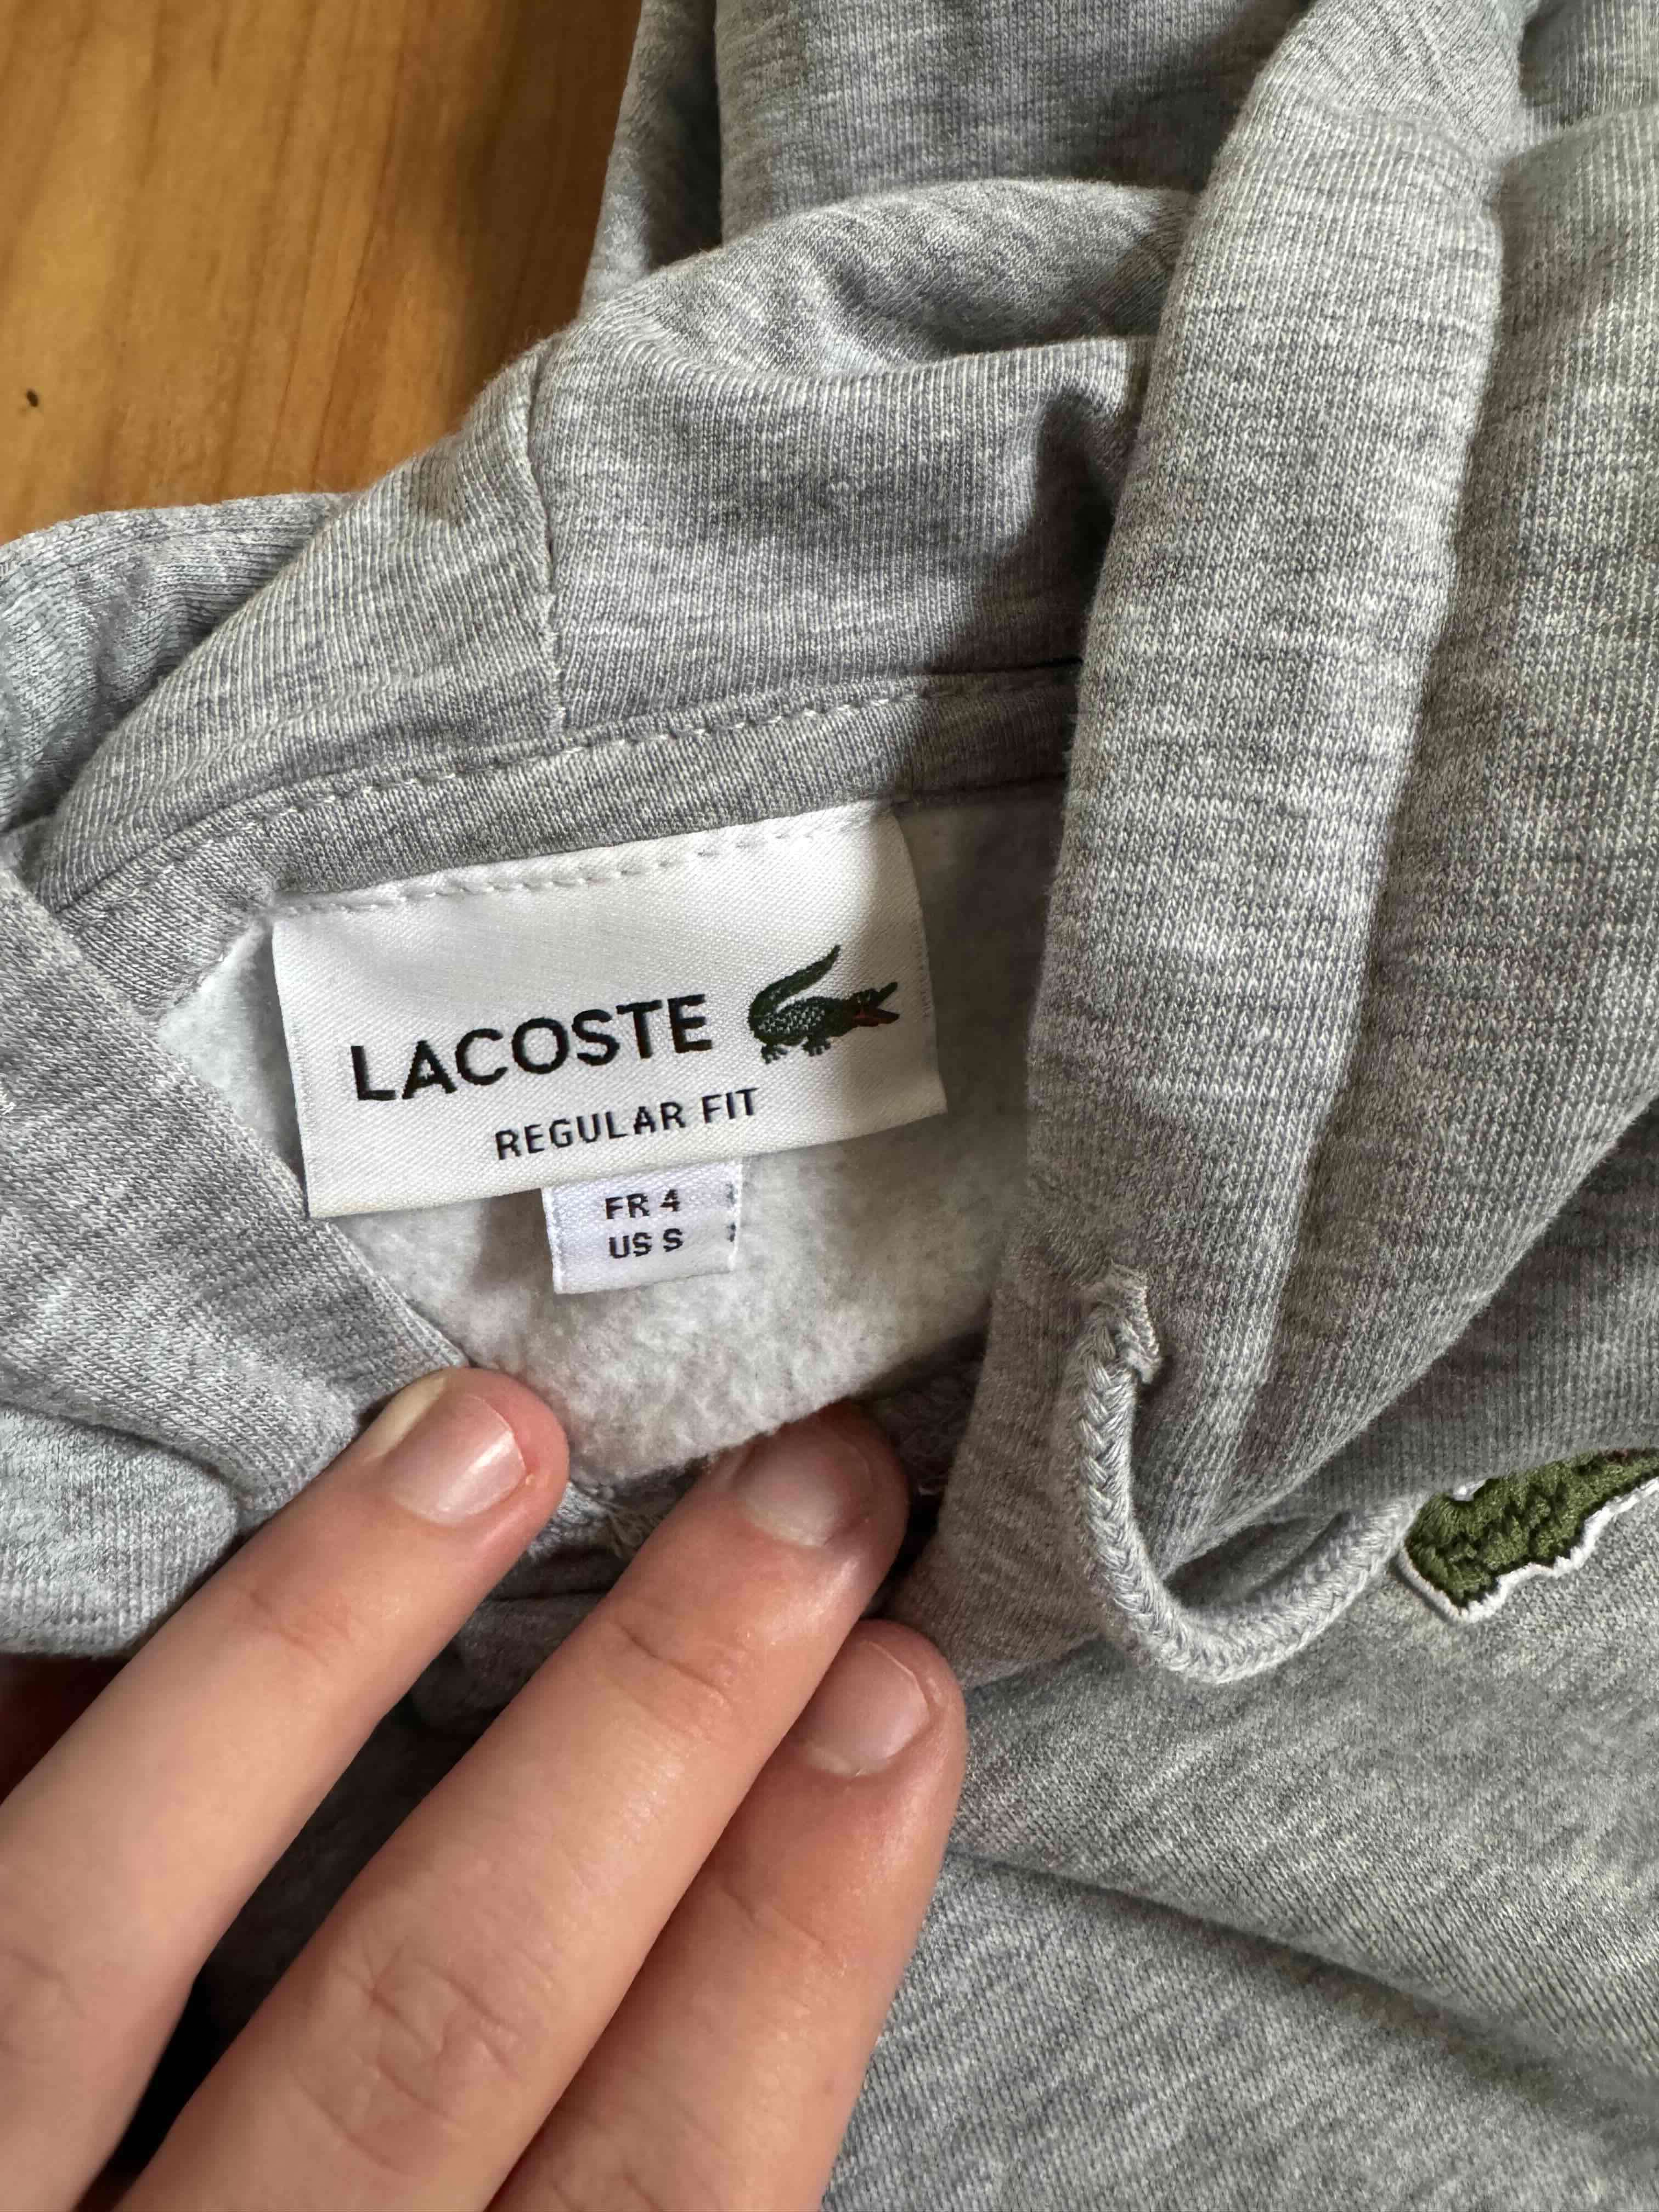 LACOSTE
REGULAR FIT
FR 4
US S